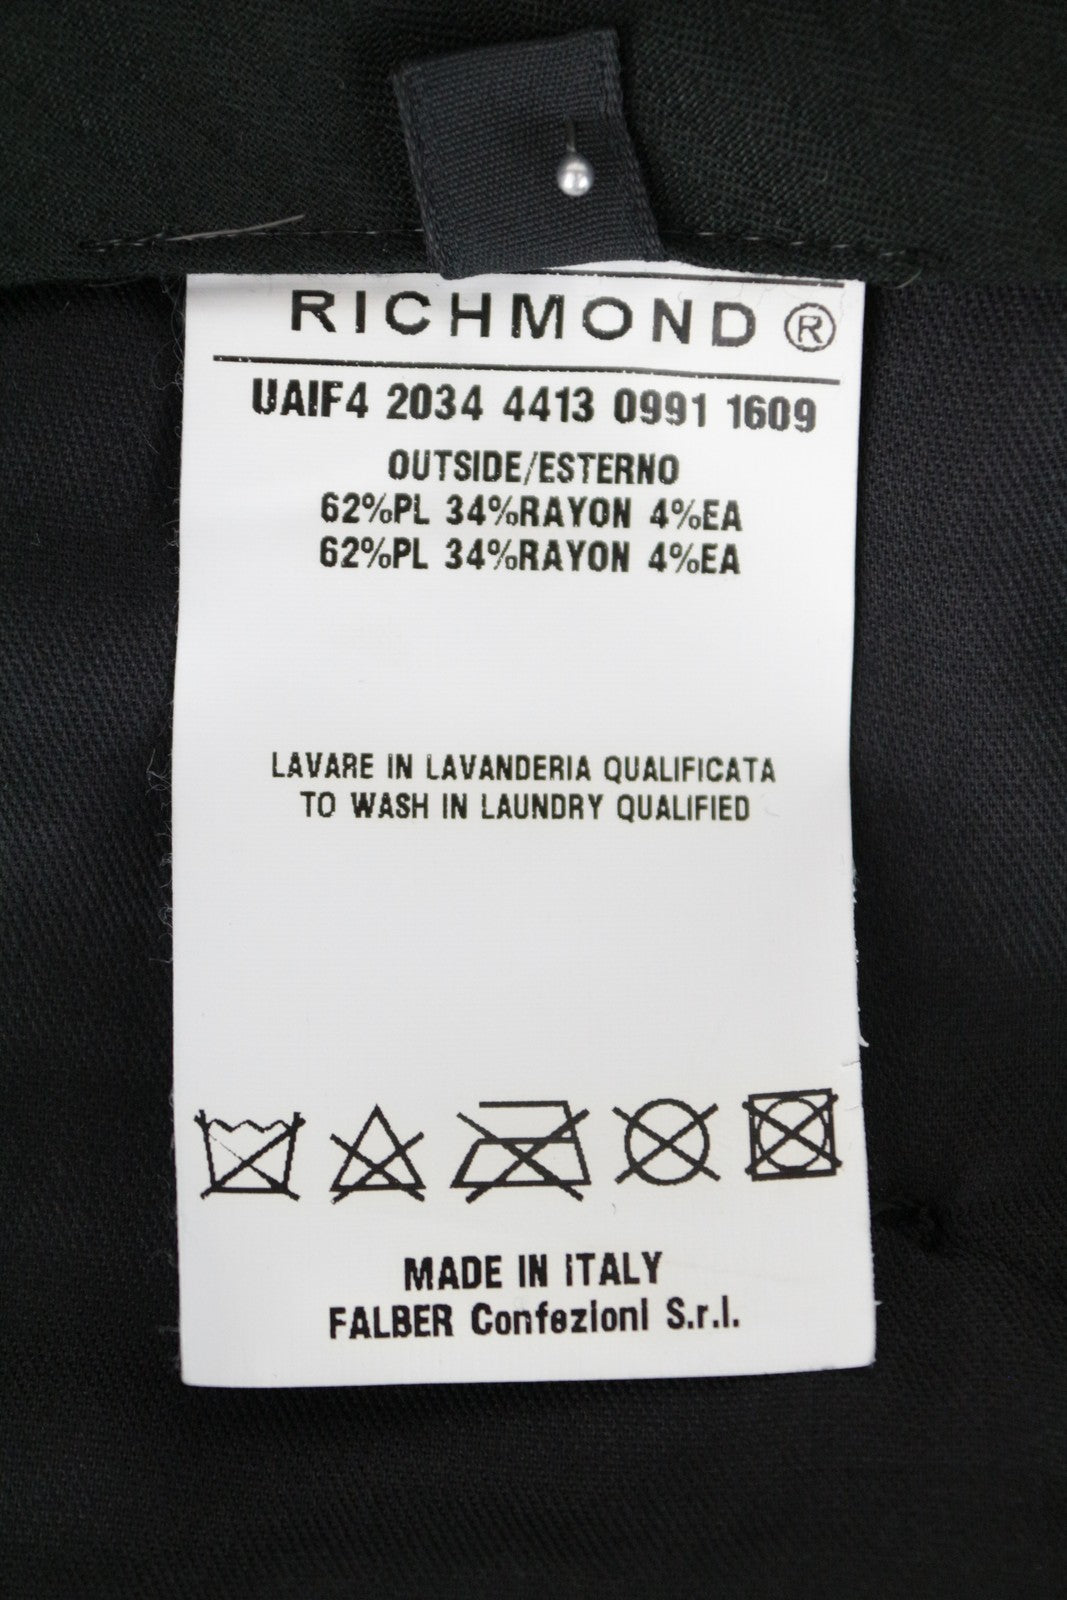 RICHMOND ®
UAIF4 2034 4413 0991 1609
OUTSIDE/ESTERNO
62%PL 34%RAYON 4%EA
62%PL 34%RAYON 4%EA
LAVARE IN LAVANDERIA QUALIFICATA
TO WASH IN LAUNDRY QUALIFIED
MADE IN ITALY
FALBER Confezioni S.r.l.